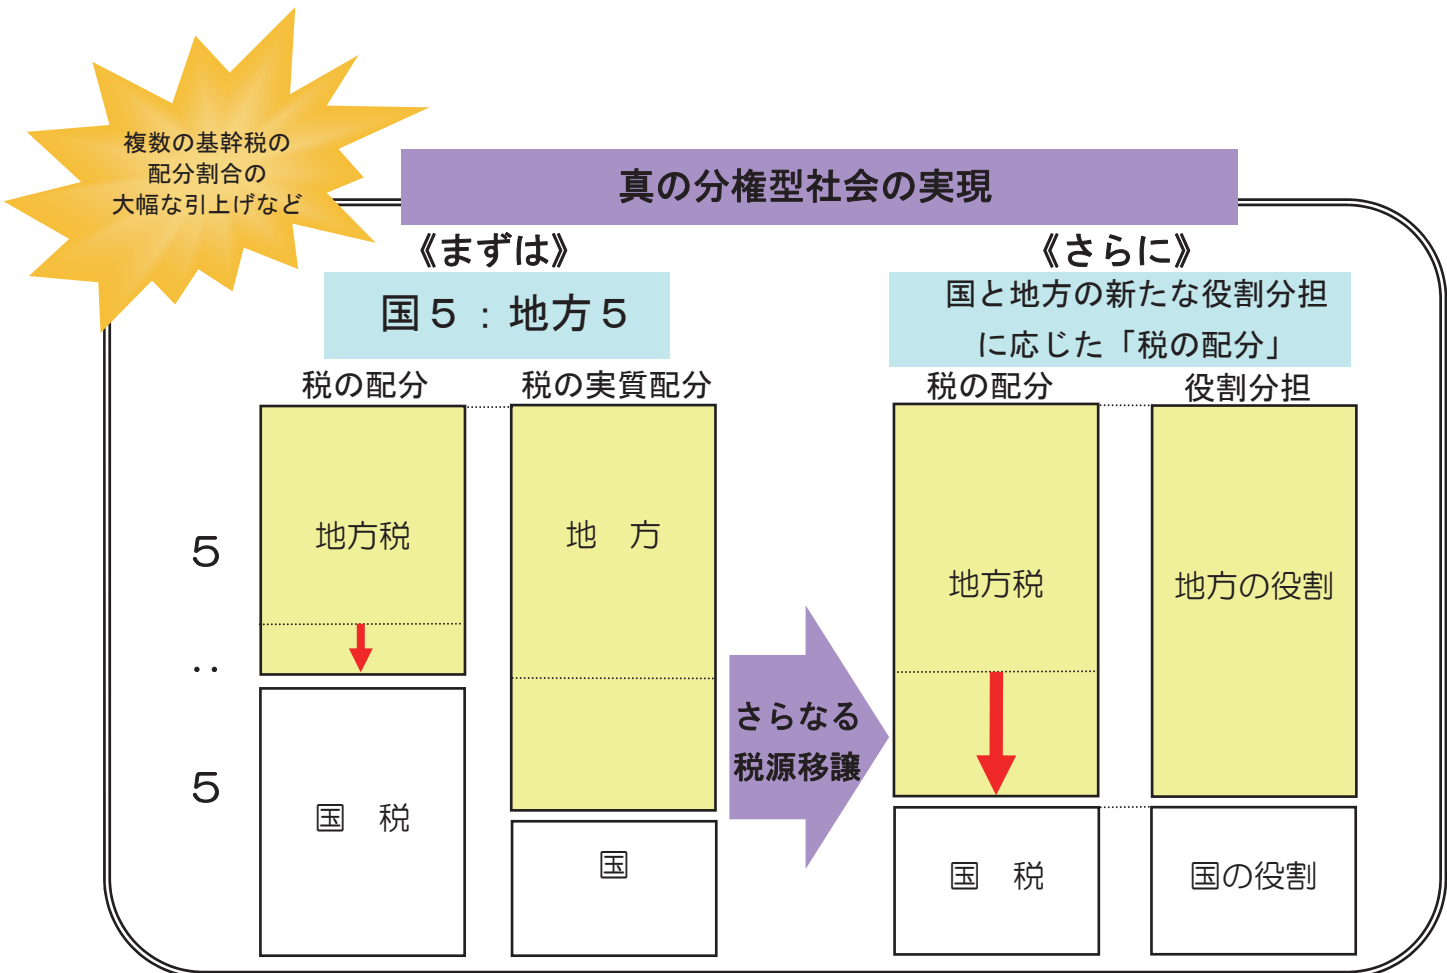 複数の基幹税の
配分割合の
大幅な引上げなど
真の分権型社会の実現
《まずは》
国５：地方５
税の配分
税の実質配分
５
：
５
地方税
国　税
地　方
国
さらなる
税源移譲
《さらに》
国と地方の新たな役割分担
に応じた「税の配分」
税の配分
役割分担
地方税
地方の役割
国　税
国の役割